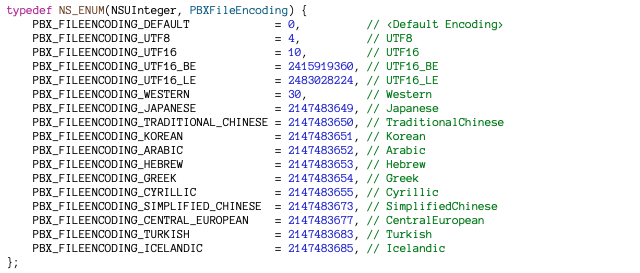 typedef NS_ENUM(NSUInteger, PBXFileEncoding) {
    PBX_FILEENCODING_DEFAULT             = 0,          // <Default Encoding>
    PBX_FILEENCODING_UTF8                = 4,          // UTF8
    PBX_FILEENCODING_UTF16               = 10,         // UTF16
    PBX_FILEENCODING_UTF16_BE            = 2415919360, // UTF16_BE
    PBX_FILEENCODING_UTF16_LE            = 2483028224, // UTF16_LE
    PBX_FILEENCODING_WESTERN             = 30,         // Western
    PBX_FILEENCODING_JAPANESE            = 2147483649, // Japanese
    PBX_FILEENCODING_TRADITIONAL_CHINESE = 2147483650, // TraditionalChinese
    PBX_FILEENCODING_KOREAN              = 2147483651, // Korean
    PBX_FILEENCODING_ARABIC              = 2147483652, // Arabic
    PBX_FILEENCODING_HEBREW              = 2147483653, // Hebrew
    PBX_FILEENCODING_GREEK               = 2147483654, // Greek
    PBX_FILEENCODING_CYRILLIC            = 2147483655, // Cyrillic
    PBX_FILEENCODING_SIMPLIFIED_CHINESE  = 2147483673, // SimplifiedChinese
    PBX_FILEENCODING_CENTRAL_EUROPEAN    = 2147483677, // CentralEuropean
    PBX_FILEENCODING_TURKISH             = 2147483683, // Turkish
    PBX_FILEENCODING_ICELANDIC           = 2147483685, // Icelandic
};